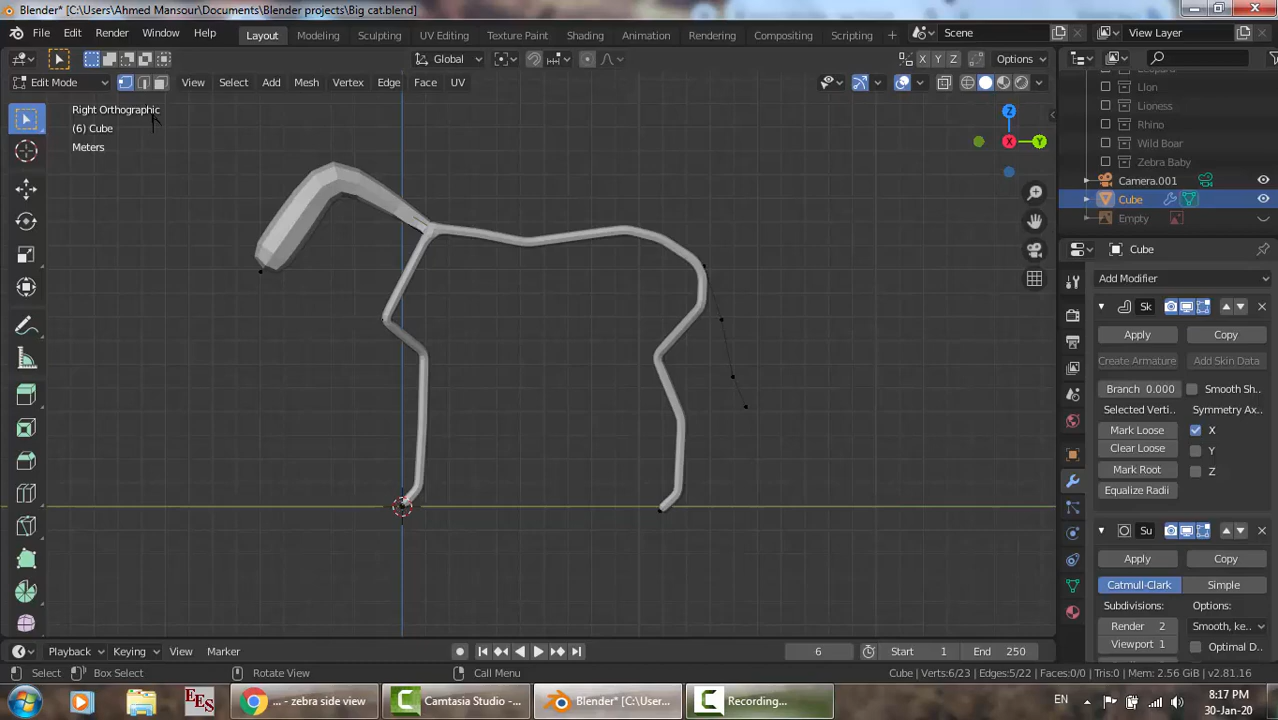 Blender* [C:\Users\Ahmed Mansour\Documents\Blender projects\Big cat.blend]
File Edit Render Window Help Layout Modeling Sculpting UV Editing Texture Paint Shading Animation Rendering Compositing Scripting Scene View Layer
Global X Y Z Options
Edit Mode View Select Add Mesh Vertex Edge Face UV
Right Orthographic
(6) Cube
Meters
Z
X
Y
LIon
Lioness
Rhino
Wild Boar
Zebra Baby
Camera.001
Cube
Empty
Cube
Add Modifier
Sk
Apply Copy
Create Armature Add Skin Data
Branch 0.000 Smooth Sh..
Selected Verti.. Symmetry Ax..
Mark Loose X
Clear Loose Y
Mark Root Z
Equalize Radii
Su
Apply Copy
Catmull-Clark Simple
Subdivisions: Options:
Render 2 Smooth, ke...
Viewport 1 Optimal D..
Playback Keying View Marker 6 Start 1 End 250
Select Box Select Rotate View Call Menu Cube | Verts:6/23 | Edges:5/22 | Faces:0/0 | Tris:0 | Mem: 2.56 GiB | v2.81.16
EES ... - zebra side view Camtasia Studio -... Blender* [C:\User... Recording... EN 8:17 PM
30-Jan-20